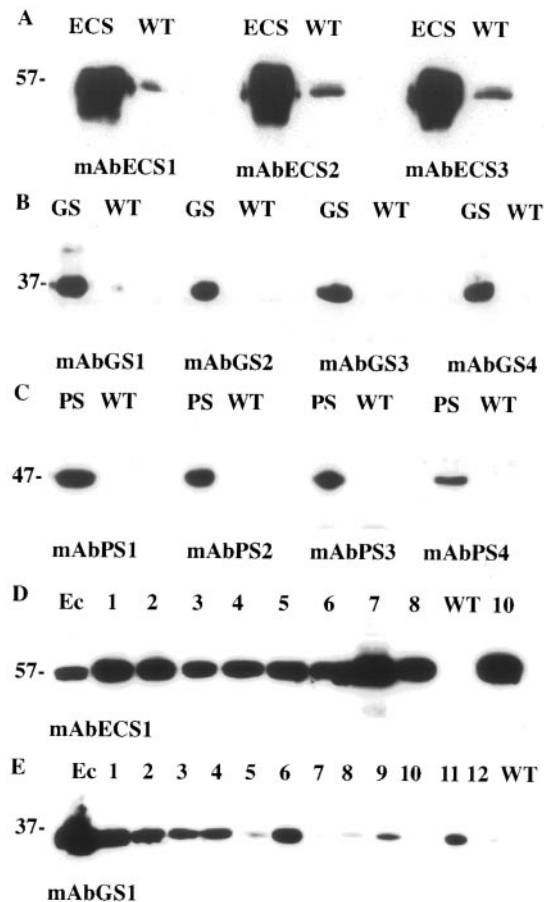 A
ECS WT ECS WT ECS WT
57-
mAbECS1 mAbECS2 mAbECS3
B
GS WT GS WT GS WT GS WT
37-
mAbGS1 mAbGS2 mAbGS3 mAbGS4
C
PS WT PS WT PS WT PS WT
47-
mAbPS1 mAbPS2 mAbPS3 mAbPS4
D
Ec 1 2 3 4 5 6 7 8 WT 10
57-
mAbECS1
E
Ec 1 2 3 4 5 6 7 8 9 10 11 12 WT
37-
mAbGS1